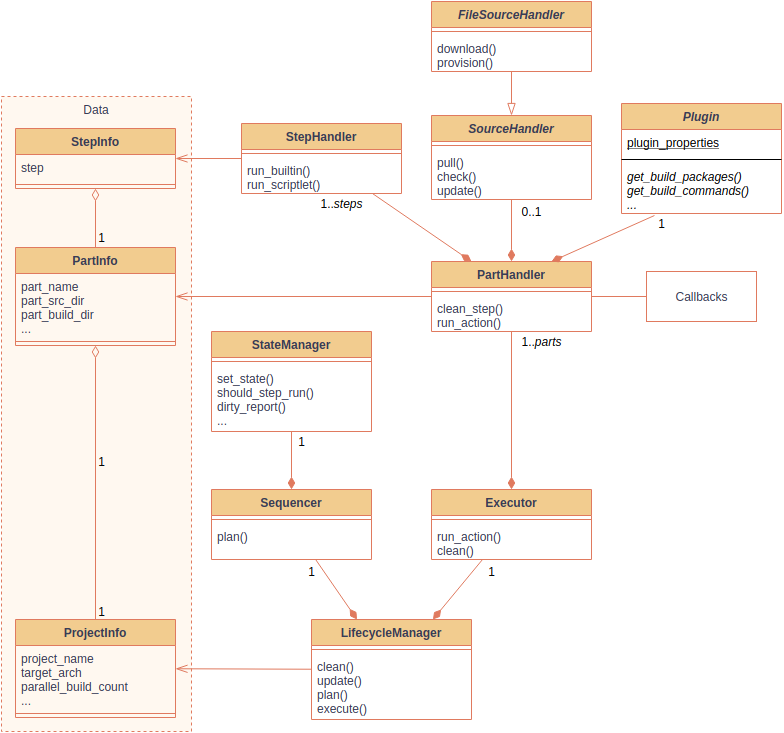 FileSourceHandler
download()
provision()
Data
StepInfo
step
1
PartInfo
part_name
part_src_dir
part_build_dir
...
1
1
ProjectInfo
project_name
target_arch
parallel_build_count
...
StepHandler
run_builtin()
run_scriptlet()
1..steps
SourceHandler
pull()
check()
update()
0..1
Plugin
plugin_properties
get_build_packages()
get_build_commands()
...
1
PartHandler
clean_step()
run_action()
1..parts
Callbacks
StateManager
set_state()
should_step_run()
dirty_report()
...
1
Sequencer
plan()
1
Executor
run_action()
clean()
1
LifecycleManager
clean()
update()
plan()
execute()